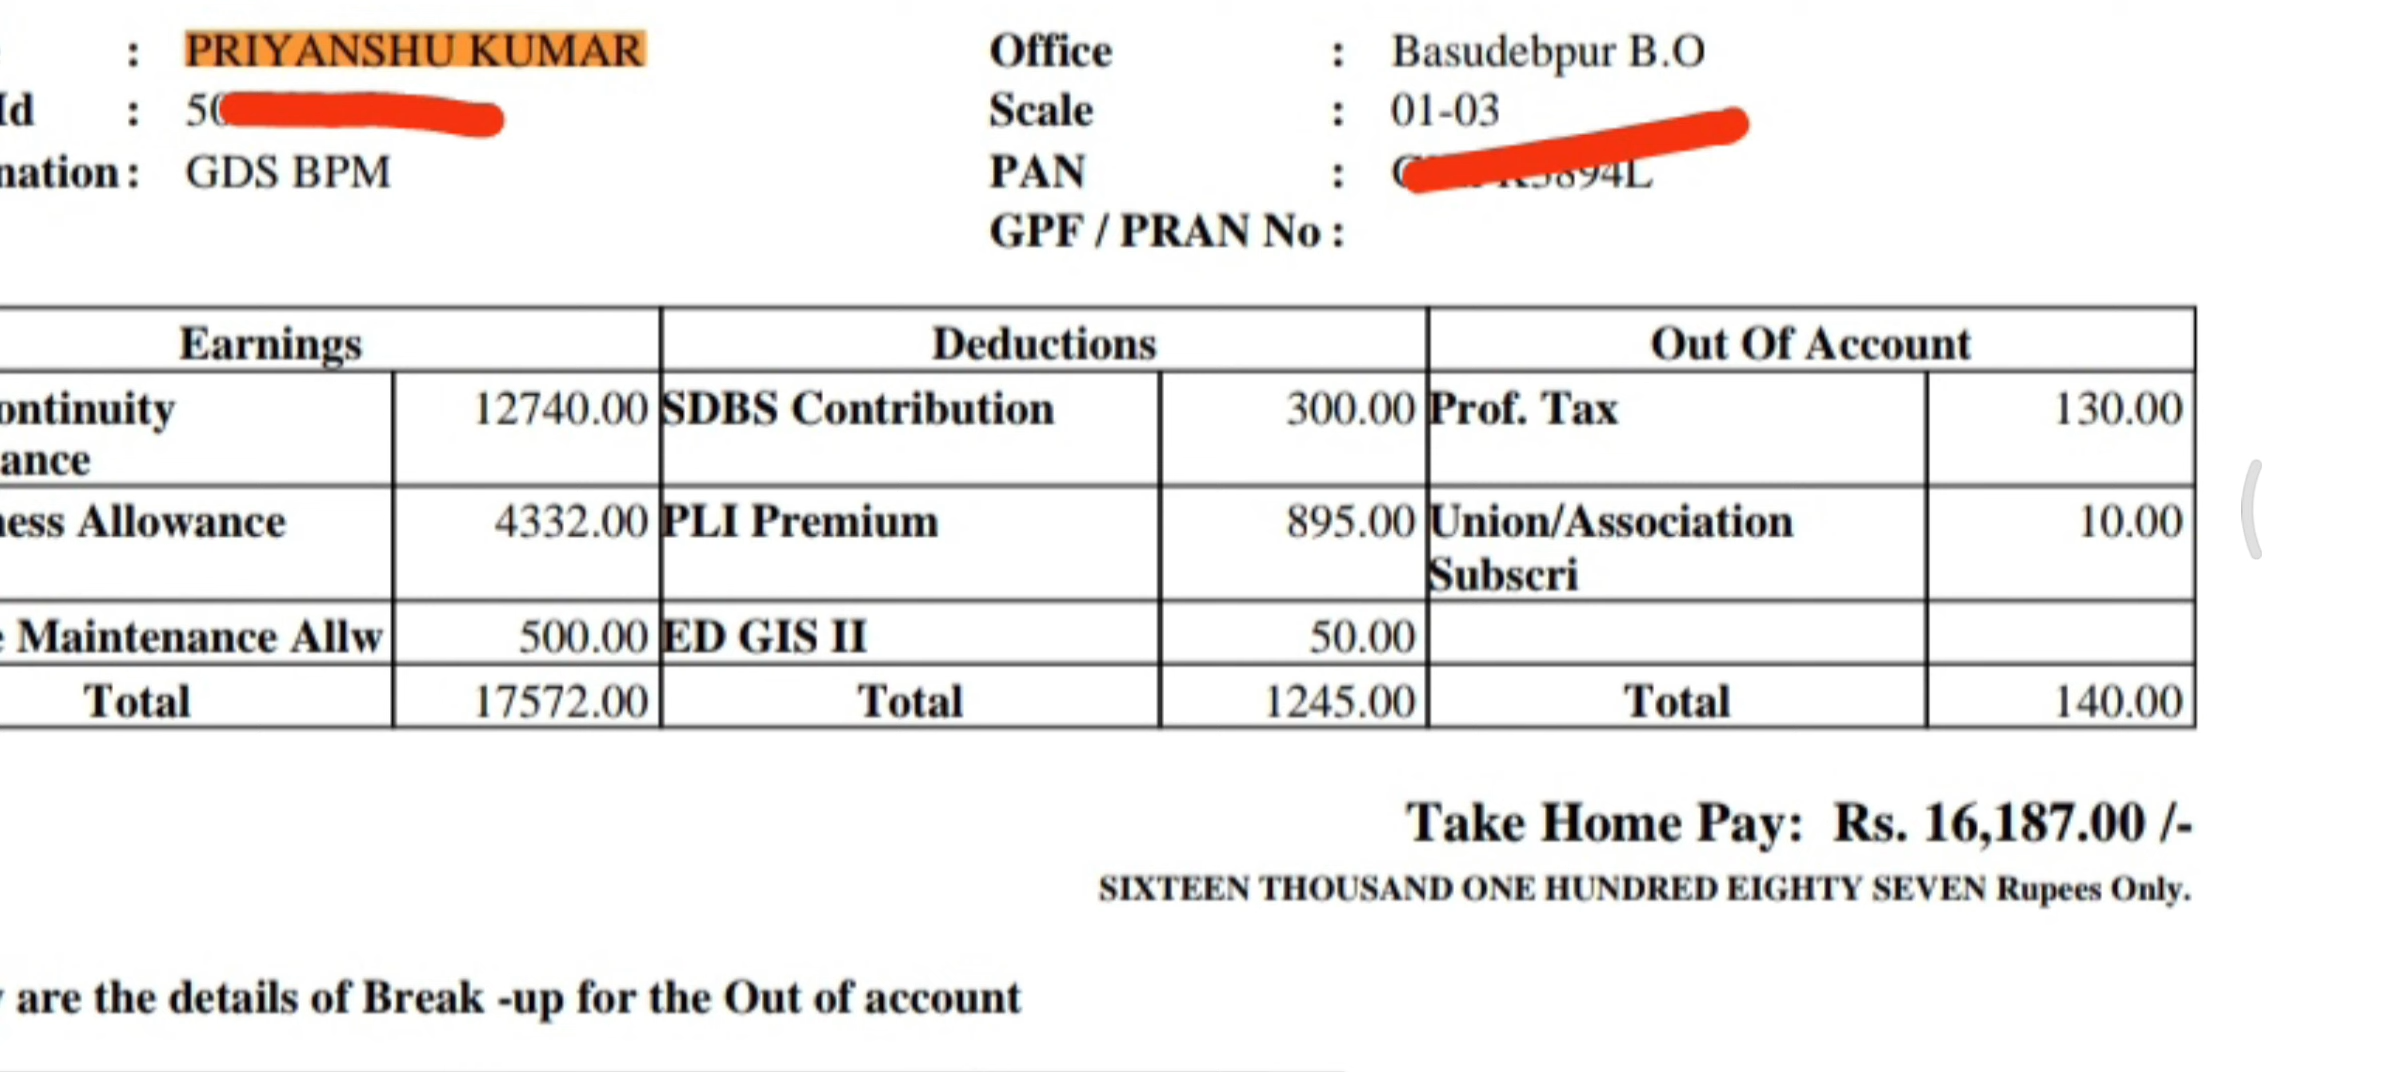 : PRIYANSHU KUMAR Office : Basudebpur B.O
Id : Scale : 01-03
nation : GDS BPM PAN : 94L
GPF / PRAN No :
Earnings Deductions Out Of Account
ontinuity 12740.00 SDBS Contribution 300.00 Prof. Tax 130.00
ance
ness Allowance 4332.00 PLI Premium 895.00 Union/Association 10.00
Subscri
e Maintenance Allw 500.00 ED GIS II 50.00
Total 17572.00 Total 1245.00 Total 140.00
Take Home Pay: Rs. 16,187.00 /-
SIXTEEN THOUSAND ONE HUNDRED EIGHTY SEVEN Rupees Only.
are the details of Break -up for the Out of account